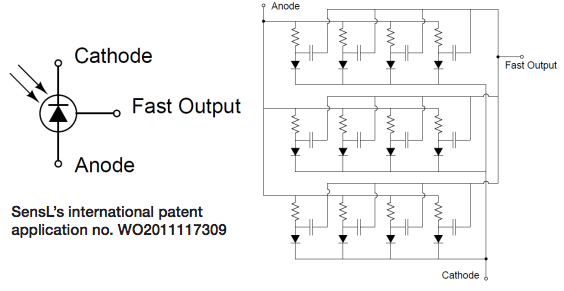 Cathode
Fast Output
Anode
SensL's international patent
application no. WO2011117309
Anode
Fast Output
Cathode